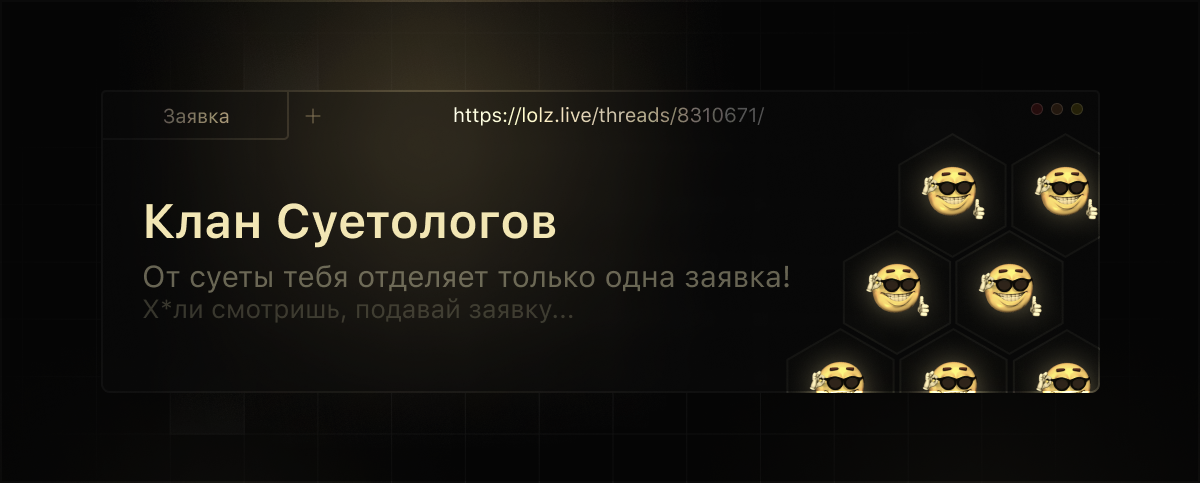 Заявка + https://lolz.live/threads/8310671/
Клан Суетологов
От суеты тебя отделяет только одна заявка!
Х*ли смотришь, подавай заявку...